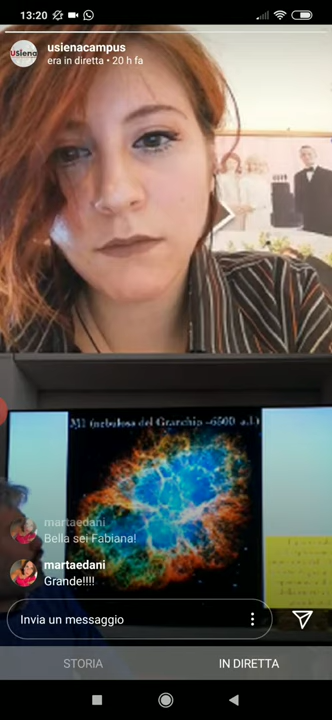 13:20
USiena
usienacampus
era in diretta • 20 h fa
M1 (nebulosa del Granchio ~6500 a.l.)
martaedani
Bella sei Fabiana!
martaedani
Grande!!!!
Invia un messaggio
STORIA
IN DIRETTA